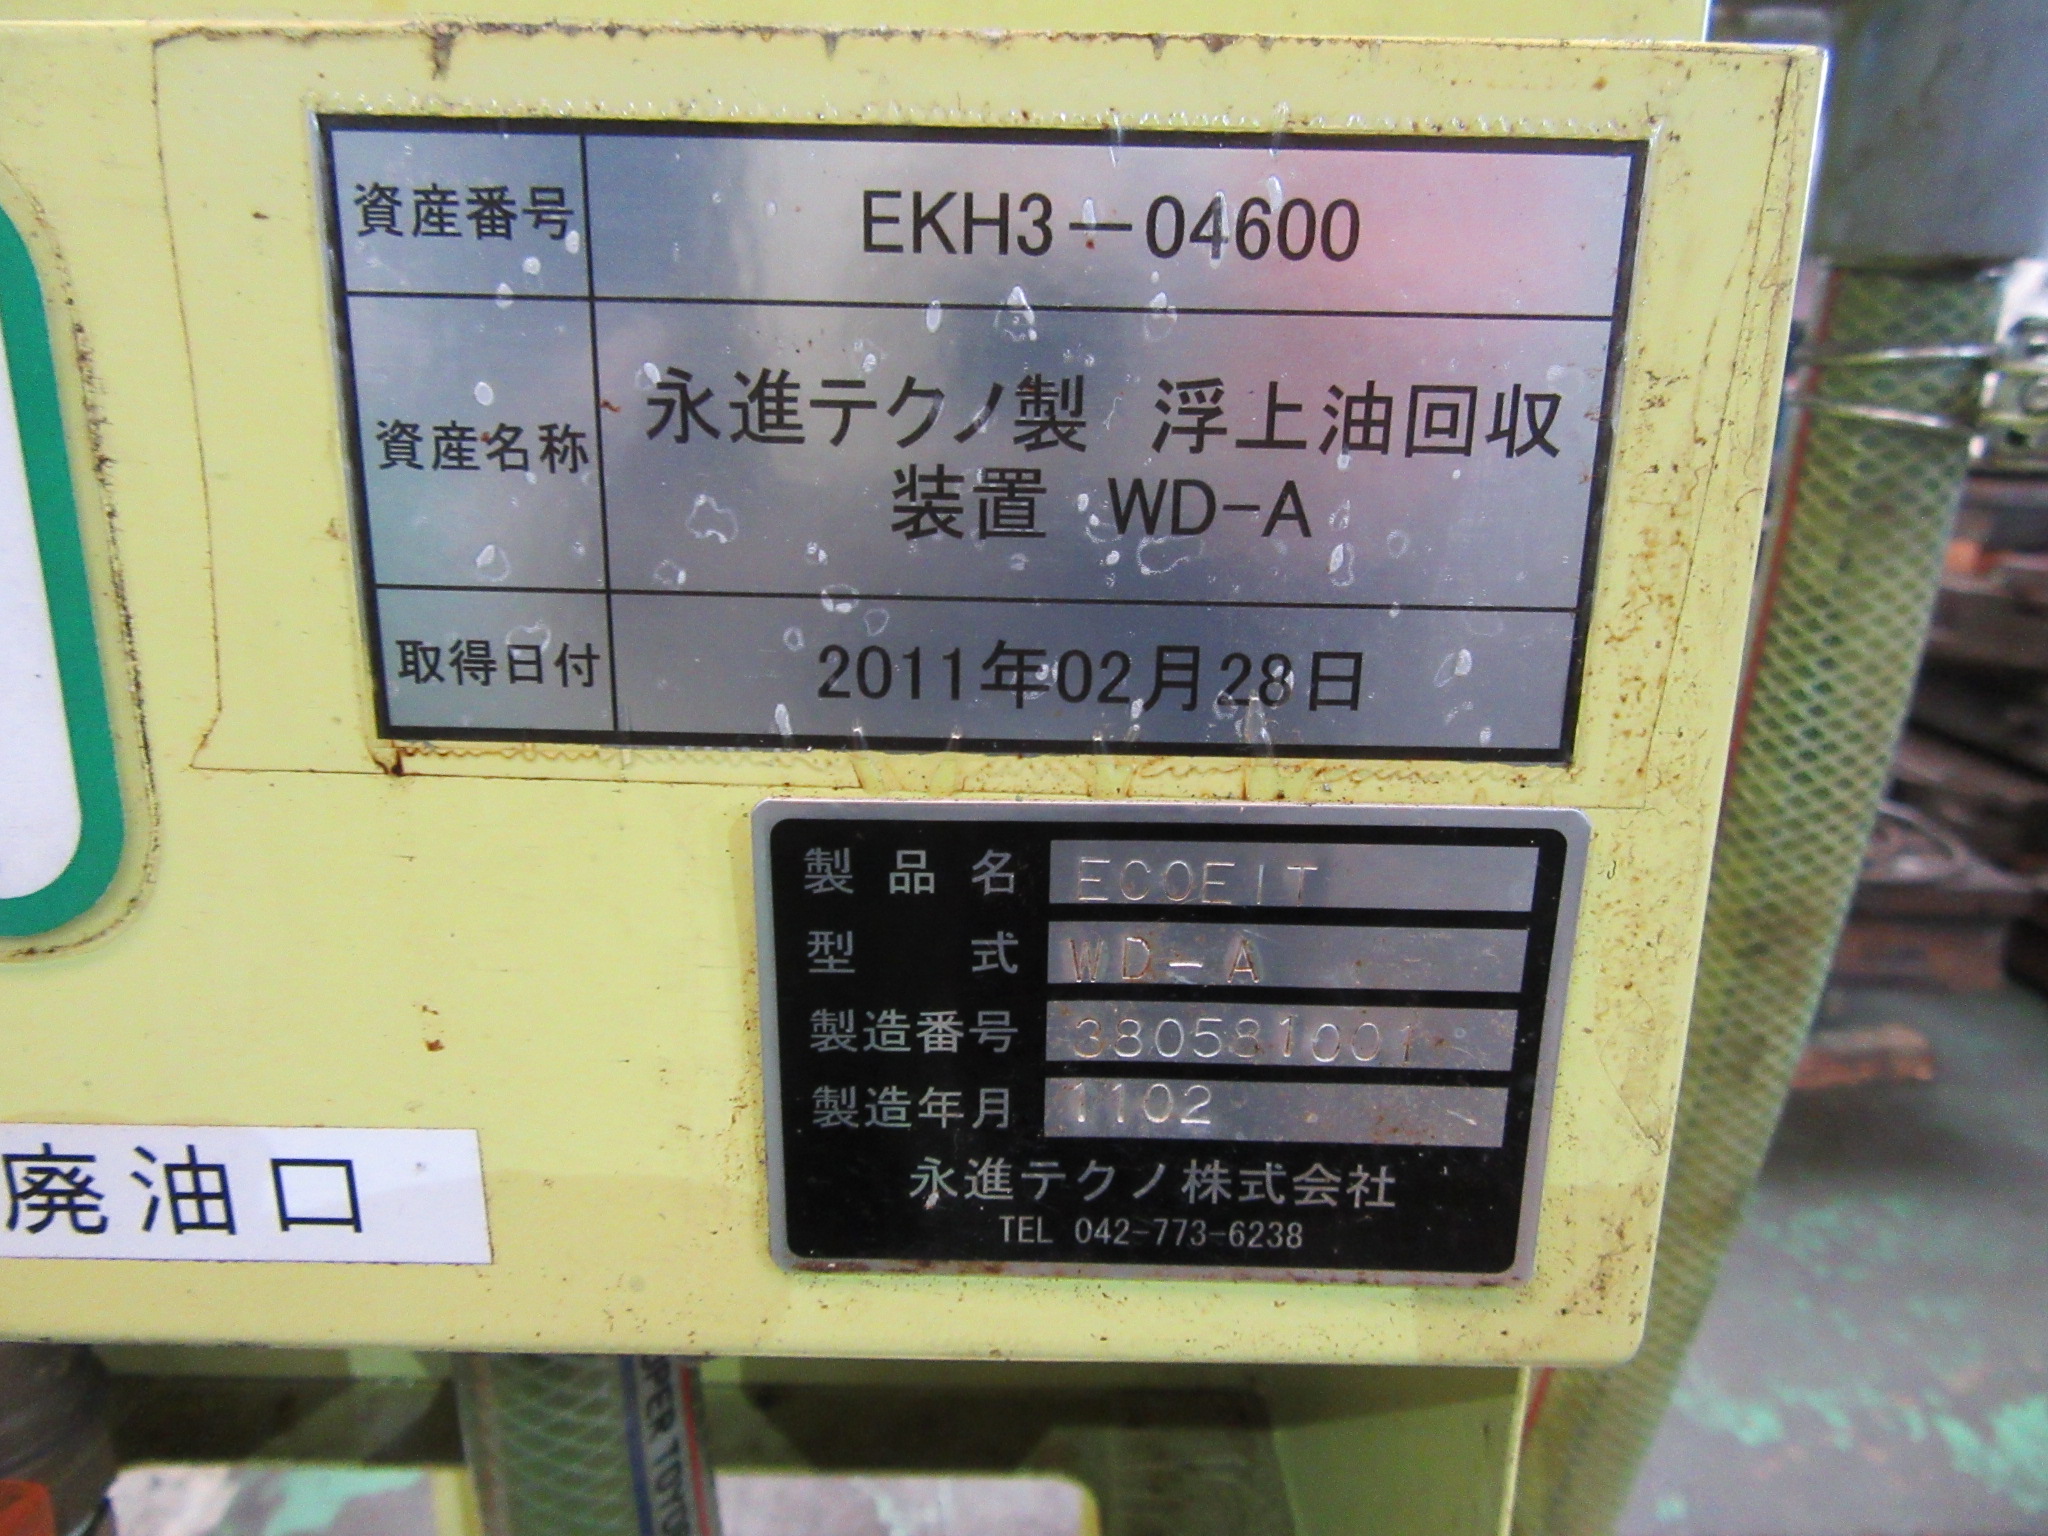 資産番号 EKH3-04600
資産名称 永進テクノ製 浮上油回収
装置 WD-A
取得日付 2011年02月28日
製品名 ECOEIT
型式 WD-A
製造番号 380581001
製造年月 1102
永進テクノ株式会社
TEL 042-773-6238
廃油口
SUPER TOYO